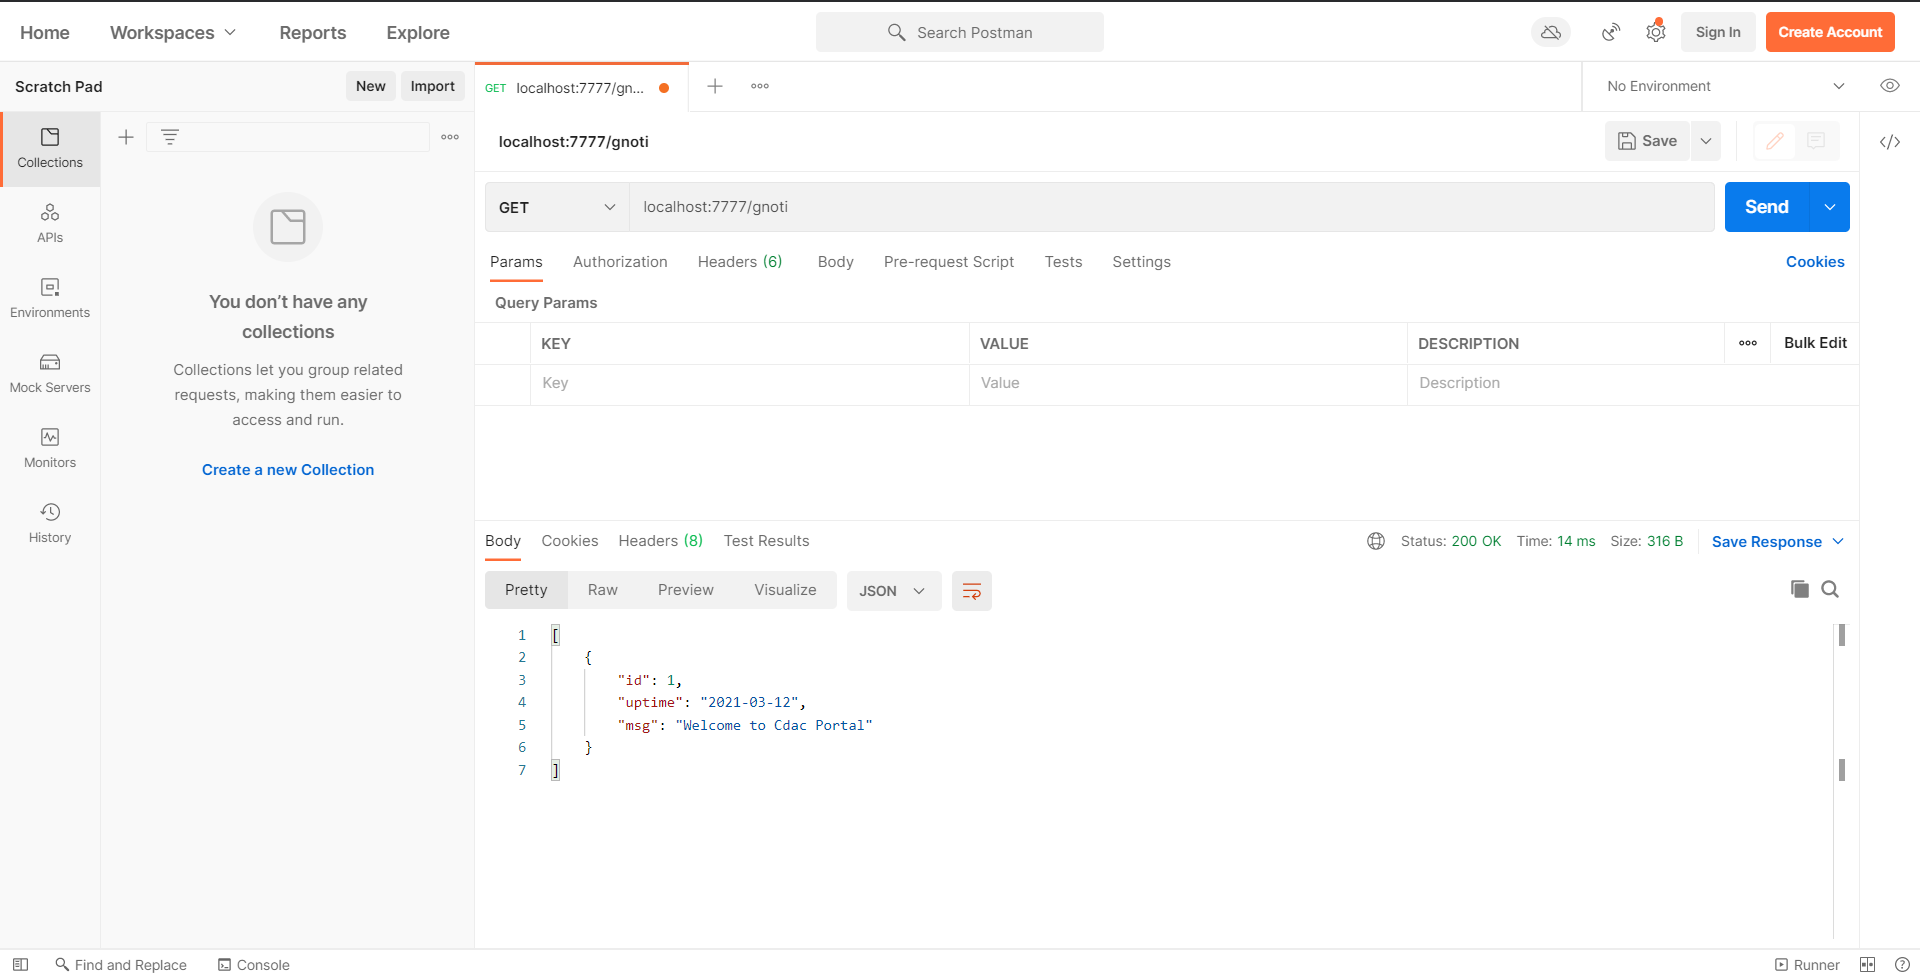 Home Workspaces Reports Explore Search Postman Sign In Create Account
Scratch Pad New Import GET localhost:7777/gn... No Environment
Collections
APIs
Environments
Mock Servers
Monitors
History
You don’t have any
collections
Collections let you group related
requests, making them easier to
access and run.
Create a new Collection
localhost:7777/gnoti Save
GET localhost:7777/gnoti Send
Params Authorization Headers (6) Body Pre-request Script Tests Settings Cookies
Query Params
KEY VALUE DESCRIPTION Bulk Edit
Key Value Description
Body Cookies Headers (8) Test Results Status: 200 OK Time: 14 ms Size: 316 B Save Response
Pretty Raw Preview Visualize JSON
1 [
2 {
3 "id": 1,
4 "uptime": "2021-03-12",
5 "msg": "Welcome to Cdac Portal"
6 }
7 ]
Find and Replace Console Runner